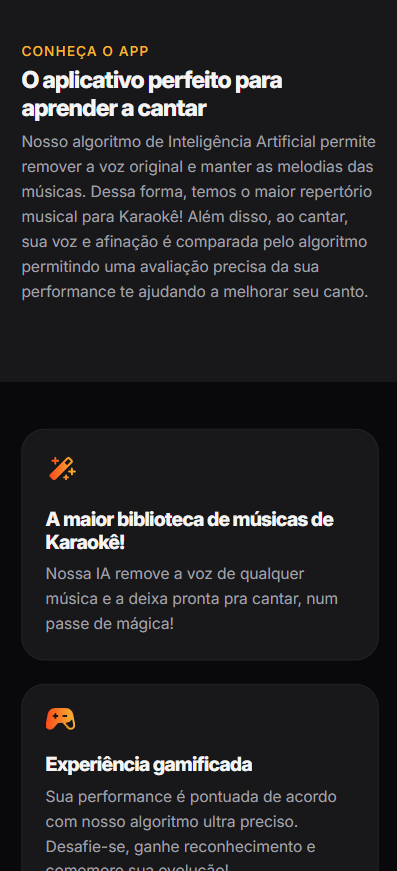 CONHEÇA O APP
O aplicativo perfeito para
aprender a cantar
Nosso algoritmo de Inteligência Artificial permite
remover a voz original e manter as melodias das
músicas. Dessa forma, temos o maior repertório
musical para Karaokê! Além disso, ao cantar,
sua voz e afinação é comparada pelo algoritmo
permitindo uma avaliação precisa da sua
performance te ajudando a melhorar seu canto.
A maior biblioteca de músicas de
Karaokê!
Nossa IA remove a voz de qualquer
música e a deixa pronta pra cantar, num
passe de mágica!
Experiência gamificada
Sua performance é pontuada de acordo
com nosso algoritmo ultra preciso.
Desafie-se, ganhe reconhecimento e
comemore sua evolução!